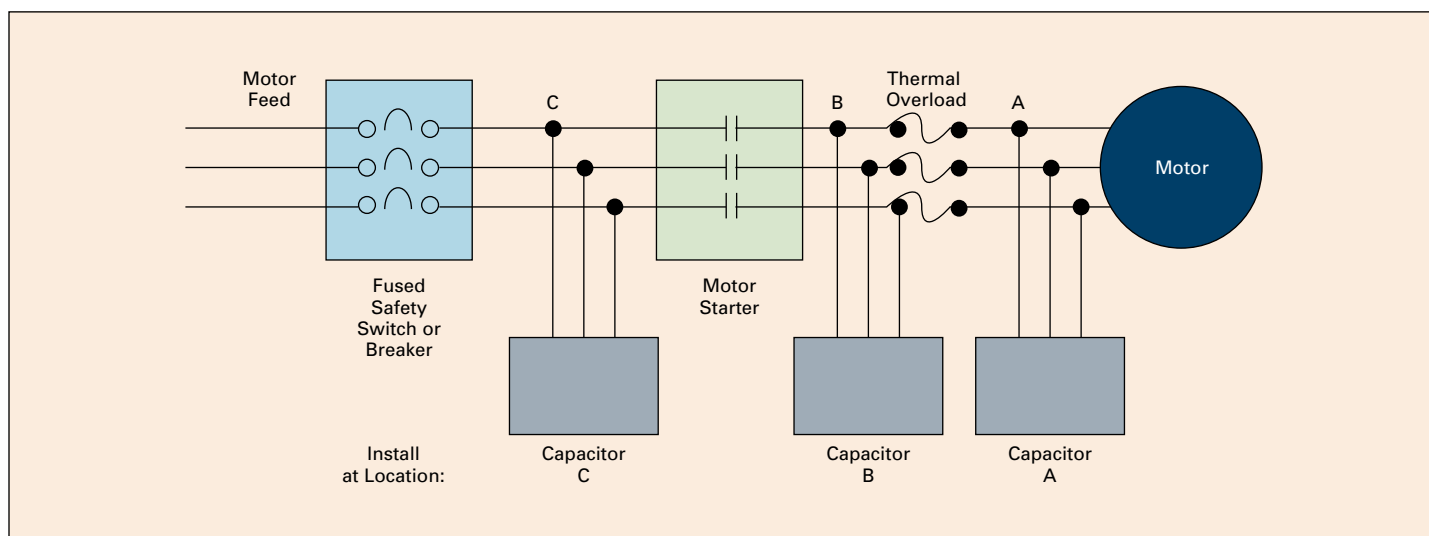 Motor
Feed
C
B
Thermal
Overload
A
Motor
Fused
Safety
Switch or
Breaker
Motor
Starter
Install
at Location:
Capacitor
C
Capacitor
B
Capacitor
A